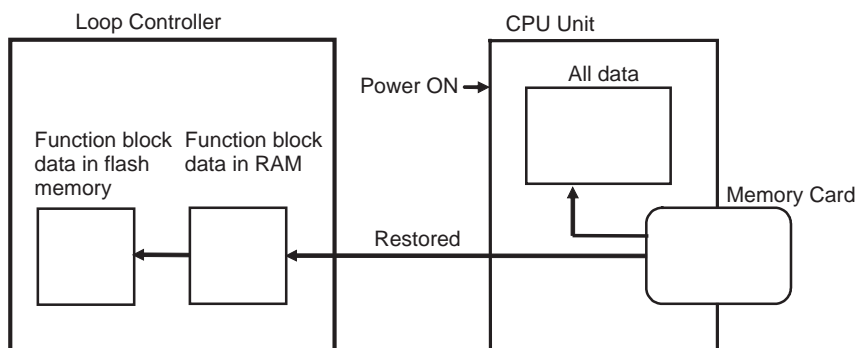 Loop Controller
CPU Unit
Power ON
All data
Function block
data in flash
memory
Function block
data in RAM
Memory Card
Restored